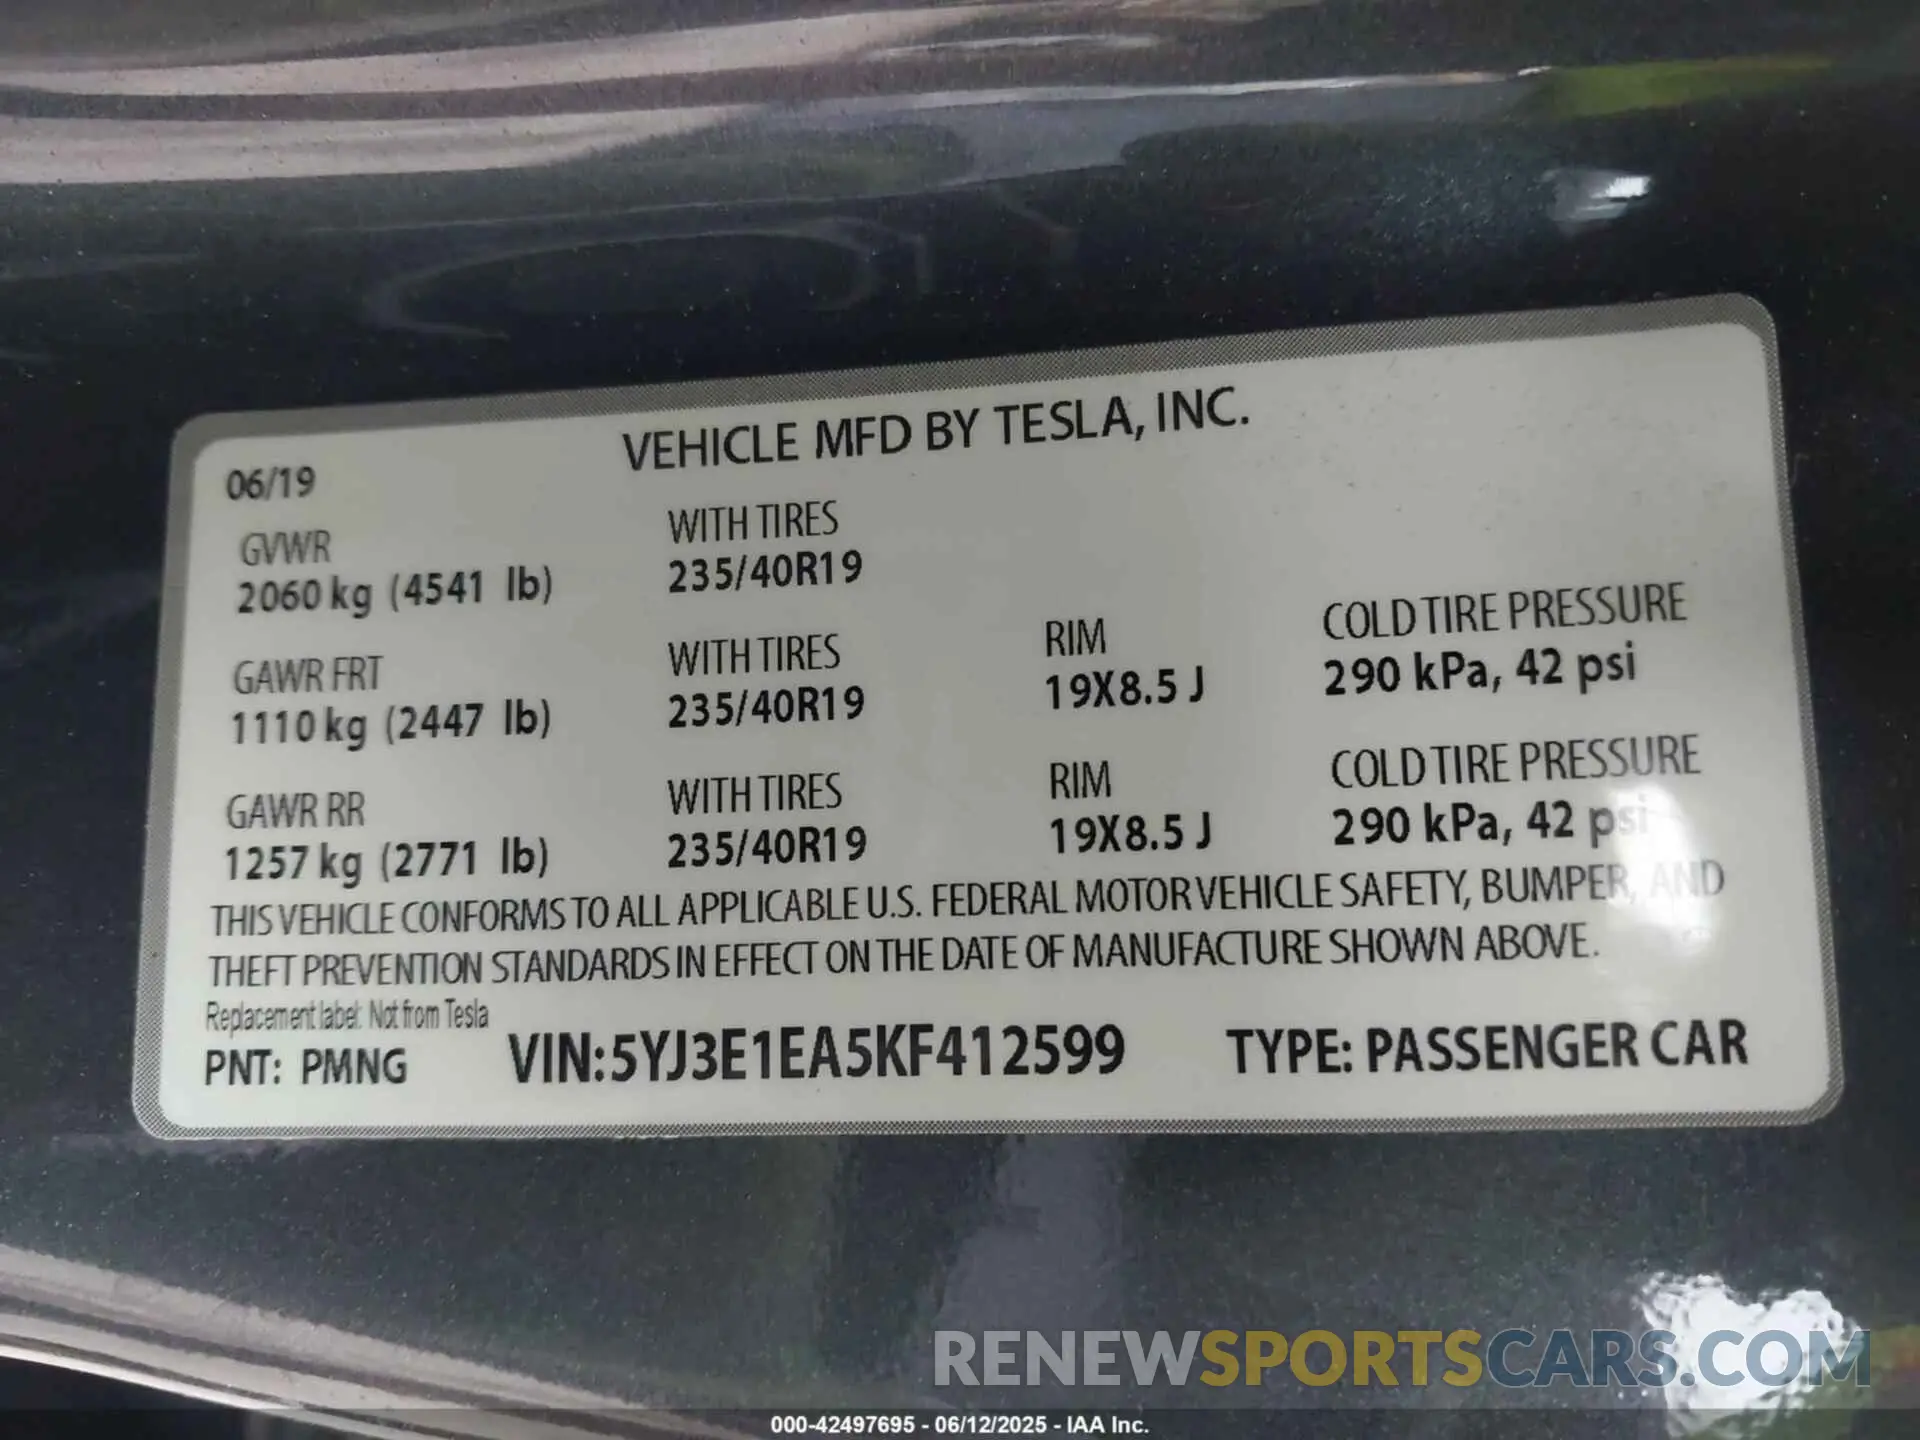 VEHICLE MFD BY TESLA, INC.
06/19
GVWR WITH TIRES
2060 kg (4541 lb) 235/40R19
GAWR FRT WITH TIRES RIM COLD TIRE PRESSURE
1110 kg (2447 lb) 235/40R19 19X8.5 J 290 kPa, 42 psi
GAWR RR WITH TIRES RIM COLD TIRE PRESSURE
1257 kg (2771 lb) 235/40R19 19X8.5 J 290 kPa, 42 psi
THIS VEHICLE CONFORMS TO ALL APPLICABLE U.S. FEDERAL MOTOR VEHICLE SAFETY, BUMPER, AND
THEFT PREVENTION STANDARDS IN EFFECT ON THE DATE OF MANUFACTURE SHOWN ABOVE.
Replacement label: Not from Tesla
PNT: PMNG VIN:5YJ3E1EA5KF412599 TYPE: PASSENGER CAR
RENEWSPORTSCARS.COM
000-42497695 - 06/12/2025 - IAA Inc.